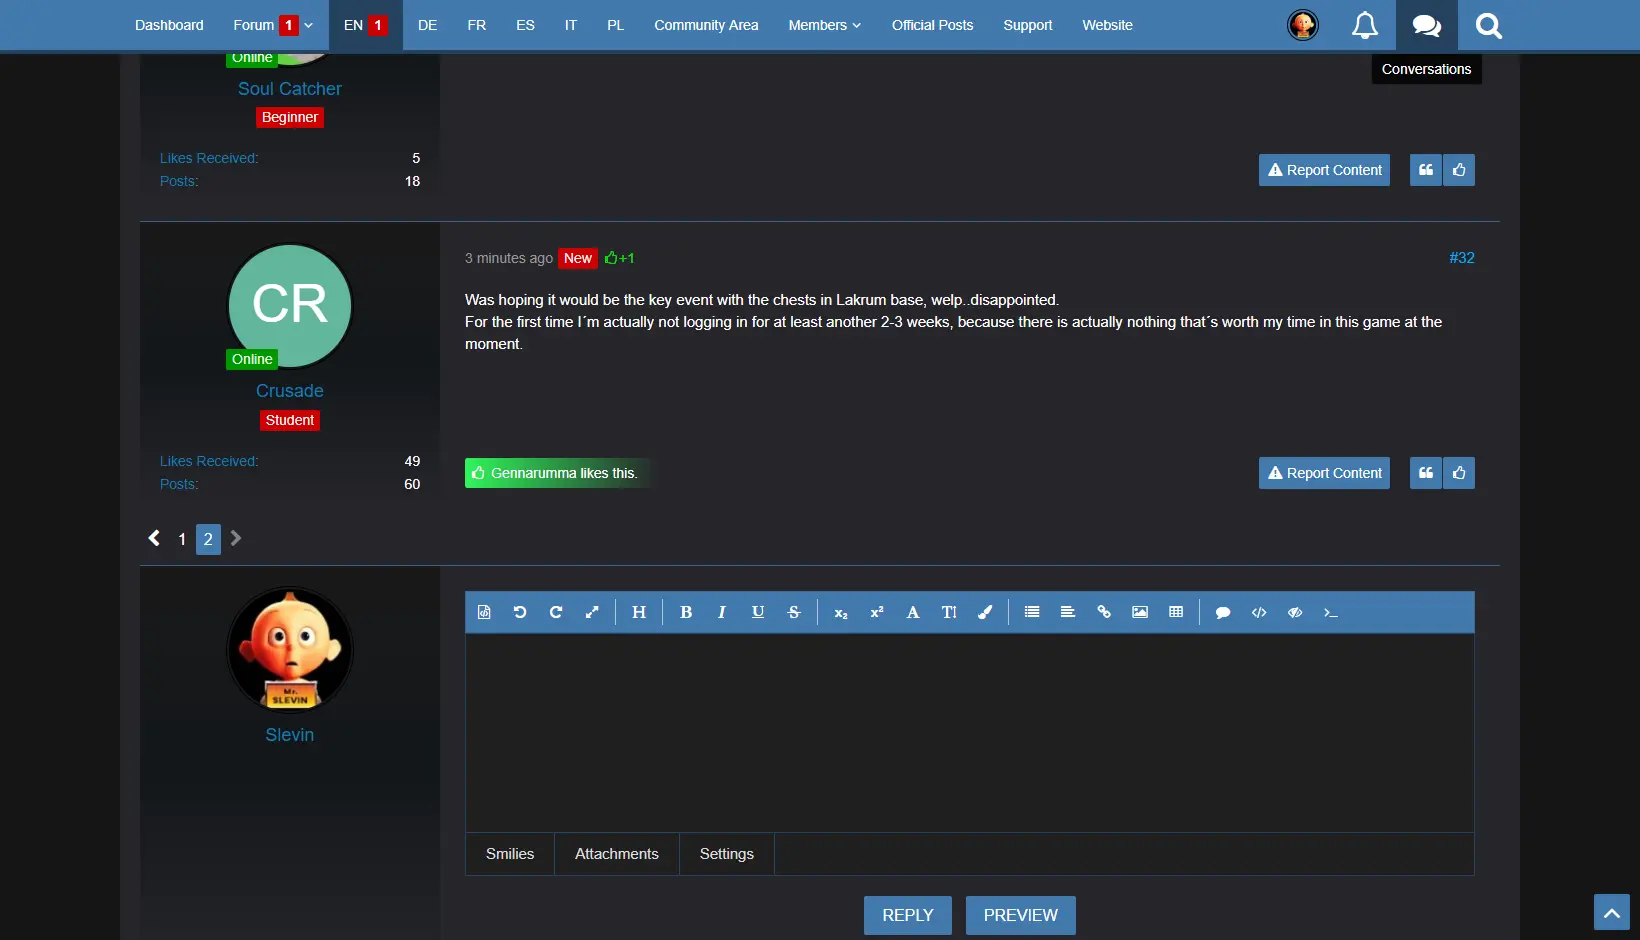 Dashboard Forum 1 EN 1 DE FR ES IT PL Community Area Members Official Posts Support Website
Conversations
Online
Soul Catcher
Beginner
Likes Received: 5
Posts: 18
Report Content
3 minutes ago New +1 #32
Was hoping it would be the key event with the chests in Lakrum base, welp..disappointed.
For the first time I´m actually not logging in for at least another 2-3 weeks, because there is actually nothing that´s worth my time in this game at the
moment.
CR
Online
Crusade
Student
Likes Received: 49
Posts: 60
Gennarumma likes this.
Report Content
1 2
Mr.
SLEVIN
Slevin
H B I U S x₂ x² A T!
Smilies Attachments Settings
REPLY PREVIEW